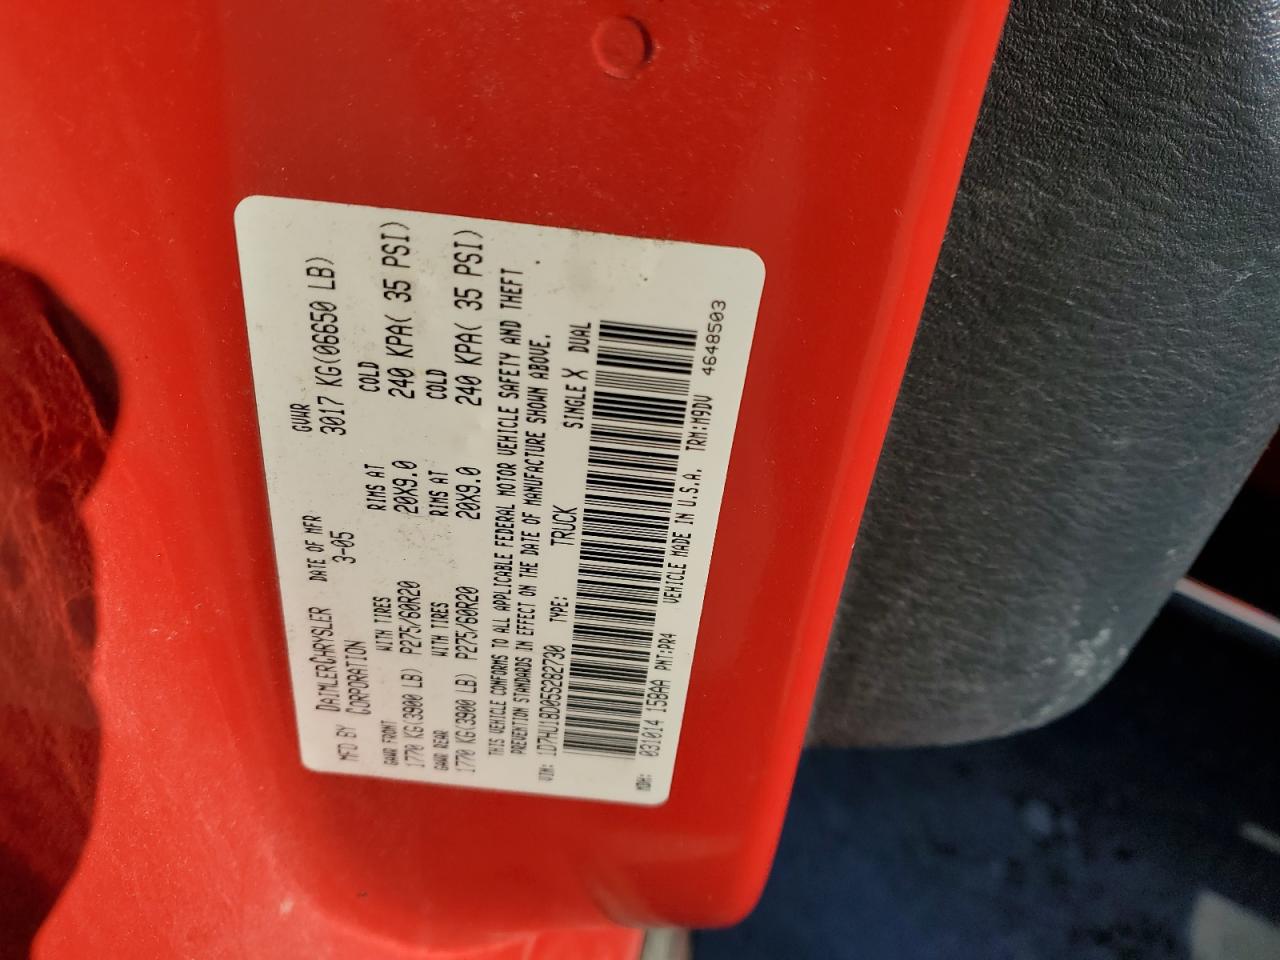 MFD BY DAIMLERCHRYSLER CORPORATION DATE OF MFR 3-05 GVWR 3017 KG(06650 LB)
GAWR FRONT WITH TIRES RIMS AT COLD
1770 KG(3900 LB) P275/60R20 20X9.0 240 KPA( 35 PSI)
GAWR REAR WITH TIRES RIMS AT COLD
1770 KG(3900 LB) P275/60R20 20X9.0 240 KPA( 35 PSI)
THIS VEHICLE CONFORMS TO ALL APPLICABLE FEDERAL MOTOR VEHICLE SAFETY AND THEFT
PREVENTION STANDARDS IN EFFECT ON THE DATE OF MANUFACTURE SHOWN ABOVE.
VIN: 1D7HU18D05S282730 TYPE: TRUCK SINGLE X DUAL
MDH: 031014 158AA PNT:PR4 VEHICLE MADE IN U.S.A. TRM:M9DV 4648503